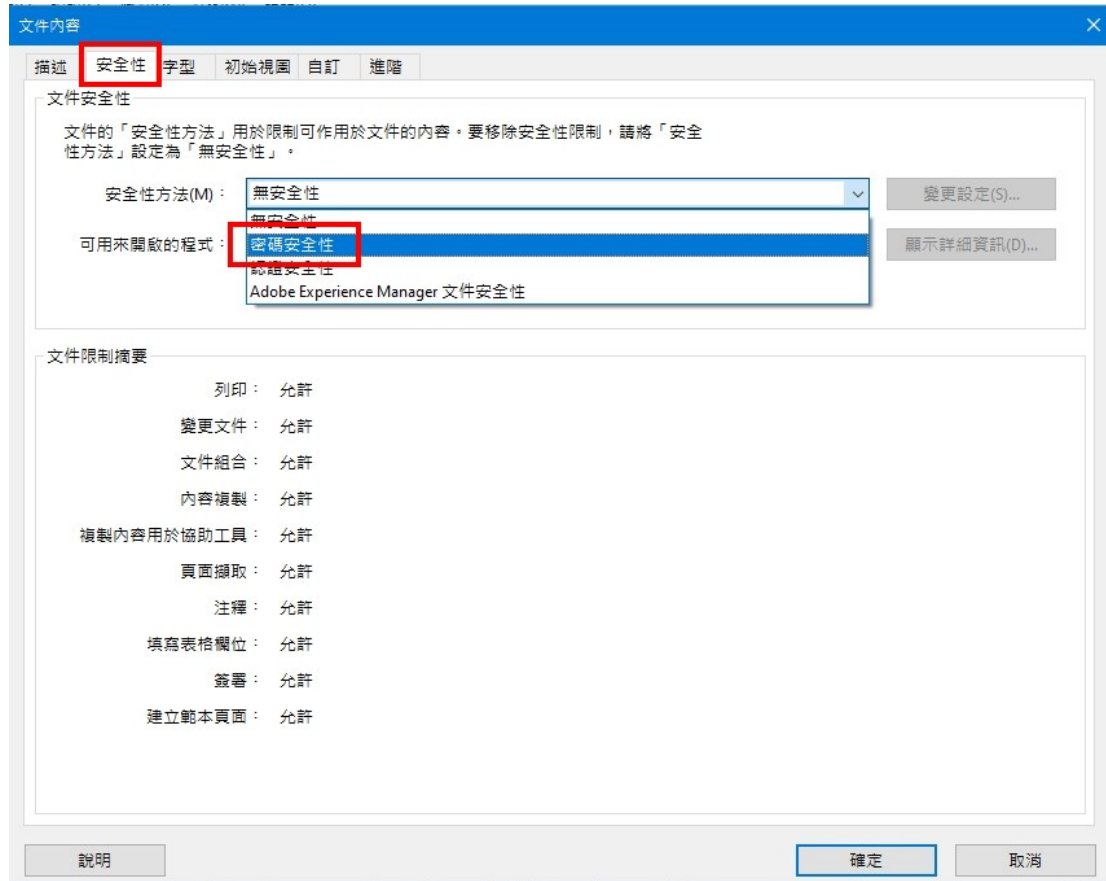 文件內容
描述 安全性 字型 初始視圖 自訂 進階
文件安全性
文件的「安全性方法」用於限制可作用於文件的內容。要移除安全性限制，請將「安全
性方法」設定為「無安全性」。
安全性方法(M)： 無安全性 變更設定(S)...
無安全性
可用來開啟的程式： 密碼安全性 顯示詳細資訊(D)...
認證安全性
Adobe Experience Manager 文件安全性
文件限制摘要
列印： 允許
變更文件： 允許
文件組合： 允許
內容複製： 允許
複製內容用於協助工具： 允許
頁面擷取： 允許
注釋： 允許
填寫表格欄位： 允許
簽署： 允許
建立範本頁面： 允許
說明 確定 取消